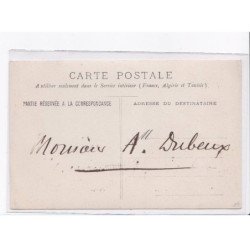 CARTE POSTALE
A utiliser seulement dans le Service intérieur (France, Algérie et Tunisie).
PARTIE RÉSERVÉE A LA CORRESPONDANCE
ADRESSE DU DESTINATAIRE
Monsieur A. Dubeux